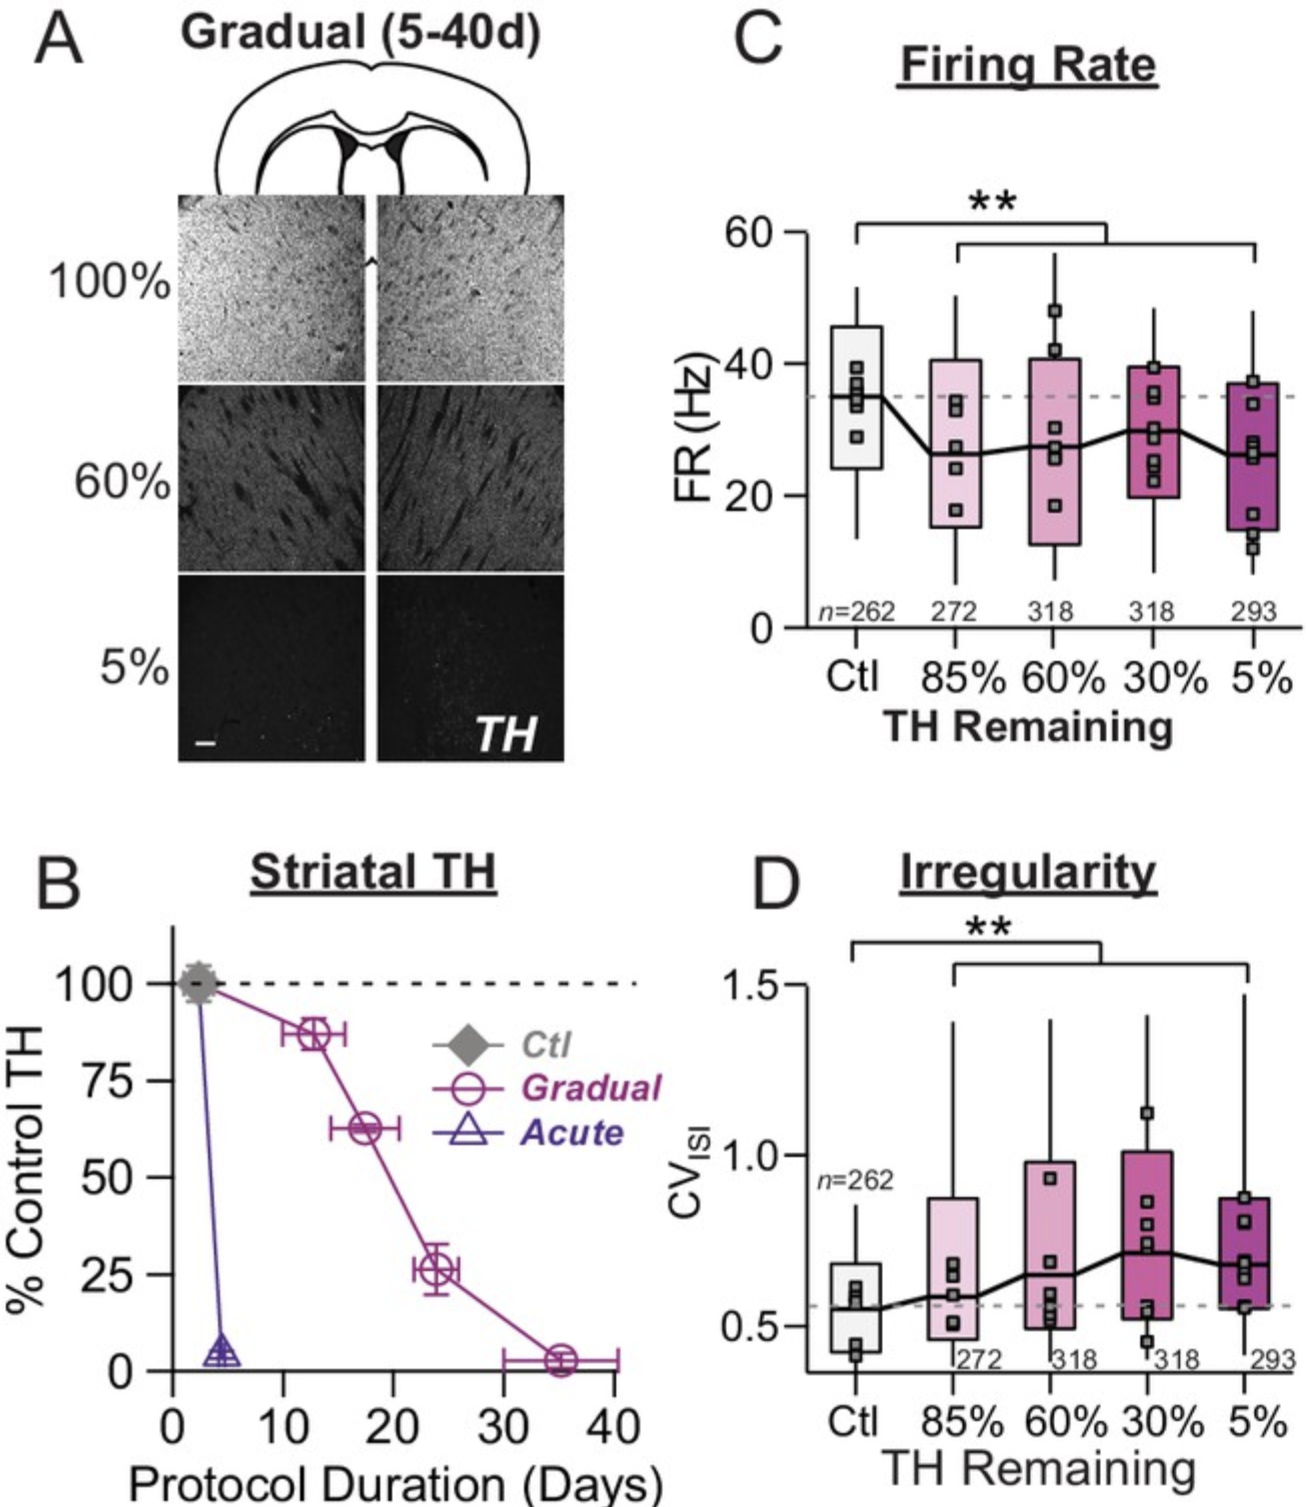 A
Gradual (5-40d)
100%
60%
5%
TH
B
Striatal TH
% Control TH
100
75
50
25
0
Ctl
Gradual
Acute
0 10 20 30 40
Protocol Duration (Days)
C
Firing Rate
**
FR (Hz)
60
40
20
0
n=262 272 318 318 293
Ctl 85% 60% 30% 5%
TH Remaining
D
Irregularity
**
CVISI
1.5
1.0
0.5
n=262
272 318 318 293
Ctl 85% 60% 30% 5%
TH Remaining